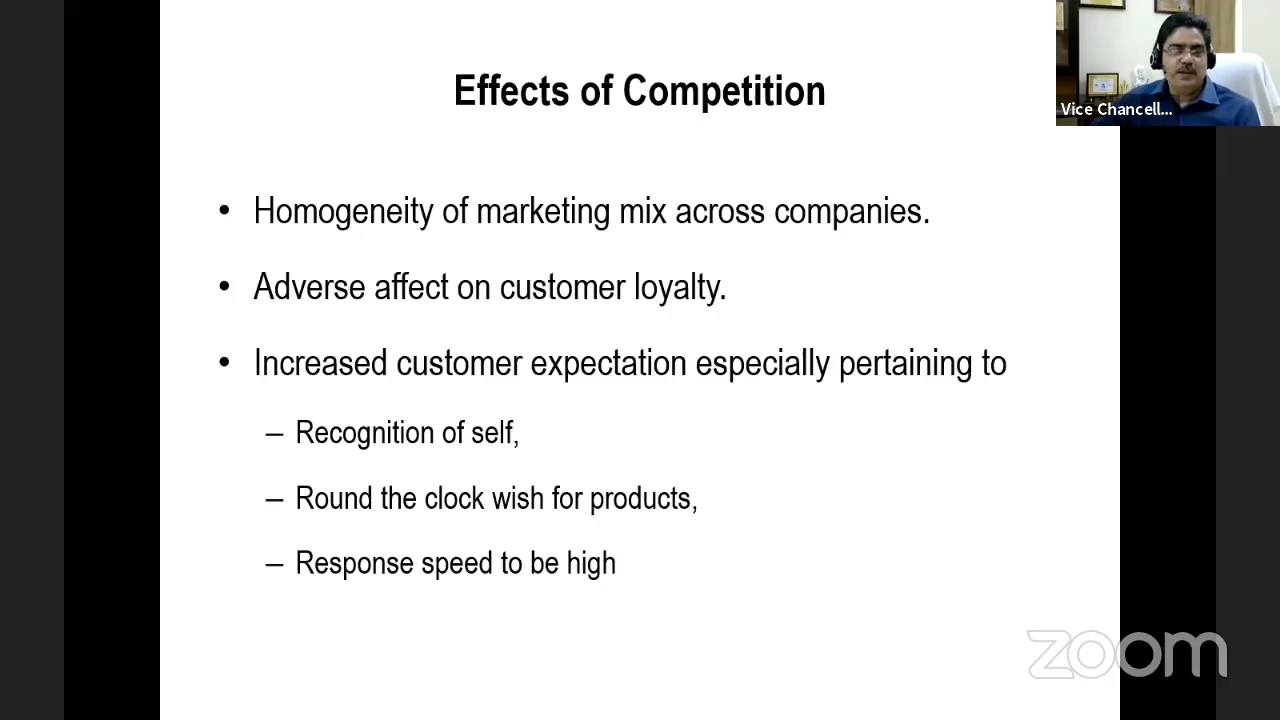 Effects of Competition
Vice Chancell...
• Homogeneity of marketing mix across companies.
• Adverse affect on customer loyalty.
• Increased customer expectation especially pertaining to
– Recognition of self,
– Round the clock wish for products,
– Response speed to be high
zoom